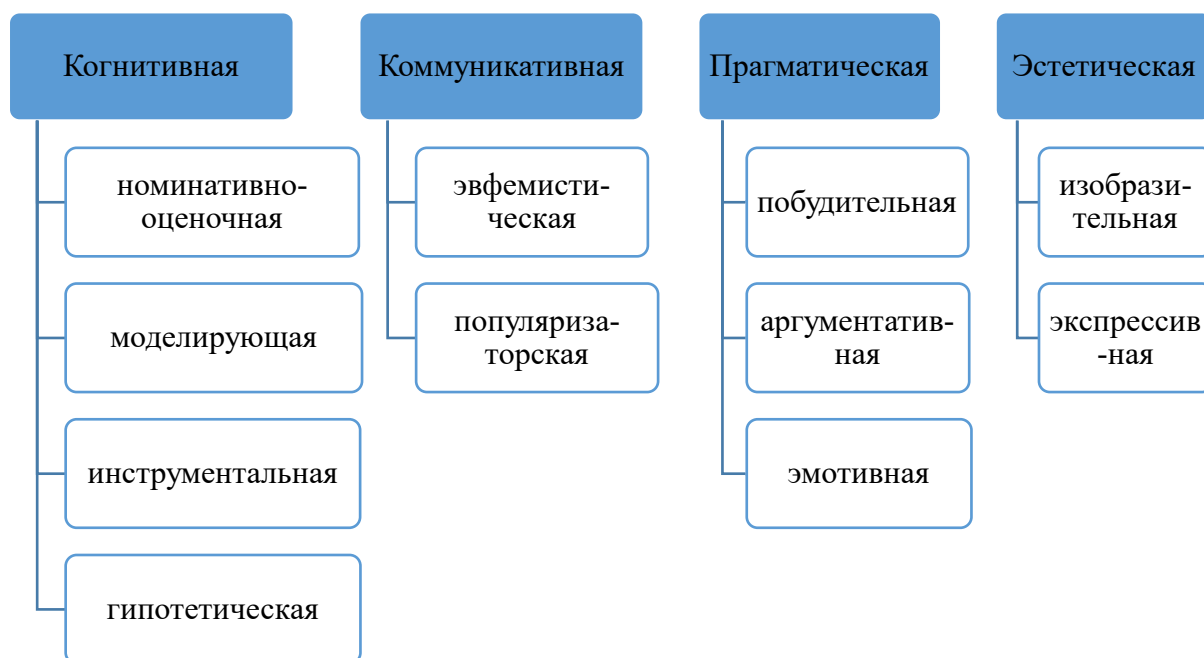 Когнитивная
номинативно-
оценочная
моделирующая
инструментальная
гипотетическая
Коммуникативная
эвфемисти-
ческая
популяриза-
торская
Прагматическая
побудительная
аргументатив-
ная
эмотивная
Эстетическая
изобрази-
тельная
экспрессив
-ная